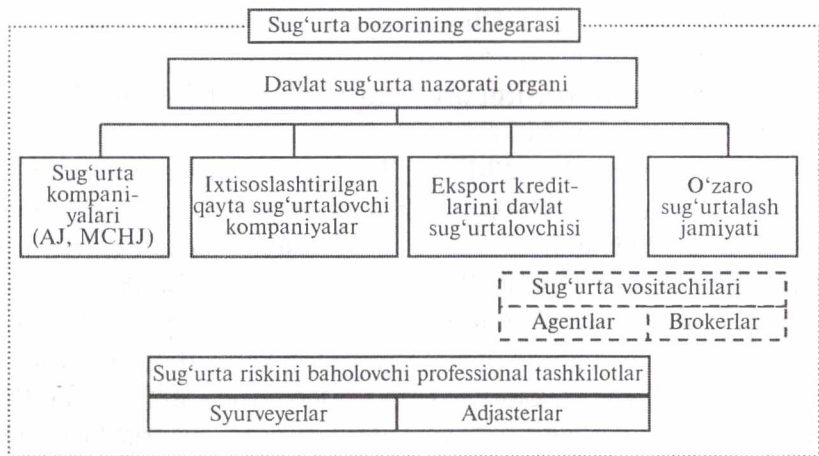 Sug‘urta bozorining chegarasi
Davlat sug‘urta nazorati organi
Sug‘urta
kompani-
yalari
(AJ, MCHJ)
Ixtisoslashtirilgan
qayta sug‘urtalovchi
kompaniyalar
Eksport kredit-
larini davlat
sug‘urtalovchisi
O‘zaro
sug‘urtalash
jamiyati
Sug‘urta vositachilari
Agentlar
Brokerlar
Sug‘urta riskini baholovchi professional tashkilotlar
Syurveyerlar
Adjasterlar